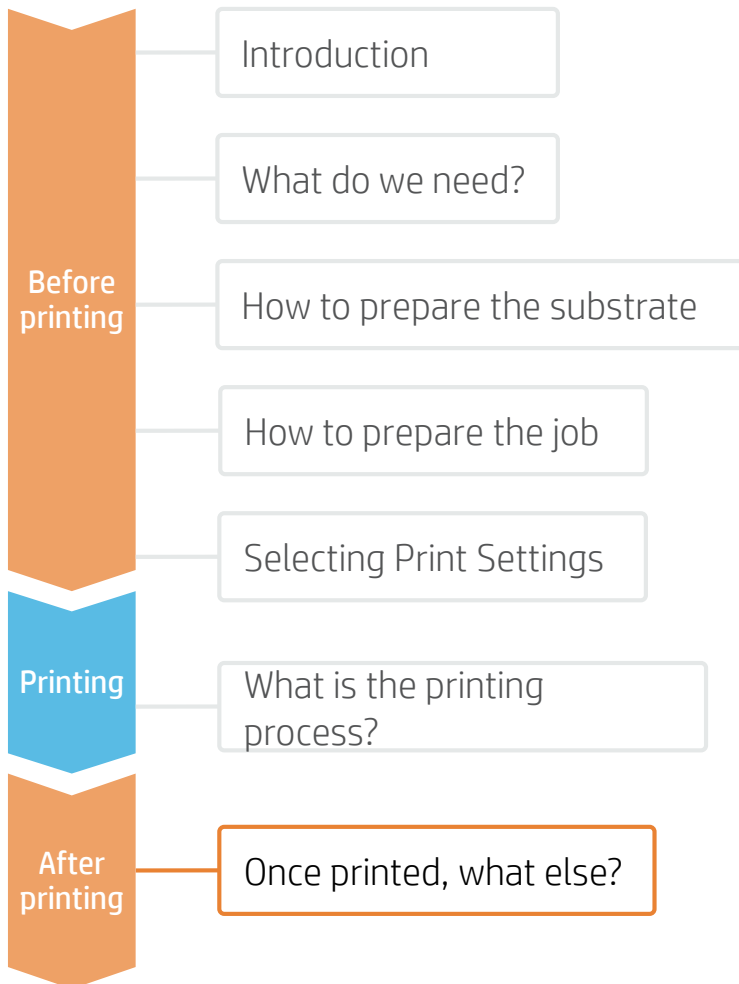 Introduction
What do we need?
Before
printing
How to prepare the substrate
How to prepare the job
Selecting Print Settings
Printing
What is the printing
process?
After
printing
Once printed, what else?